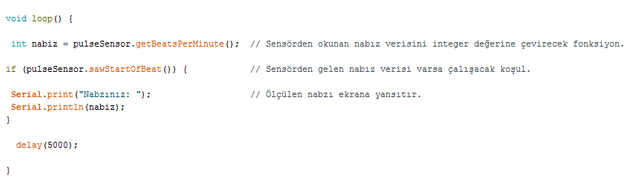 void loop() {
int nabiz = pulseSensor.getBeatsPerMinute(); // Sensörden okunan nabız verisini integer değerine çevirecek fonksiyon.
if (pulseSensor.sawStartOfBeat()) { // Sensörden gelen nabız verisi varsa çalışacak koşul.
Serial.print("Nabzınız: "); // Ölçülen nabzı ekrana yansıtır.
Serial.println(nabiz);
}
delay(5000);
}